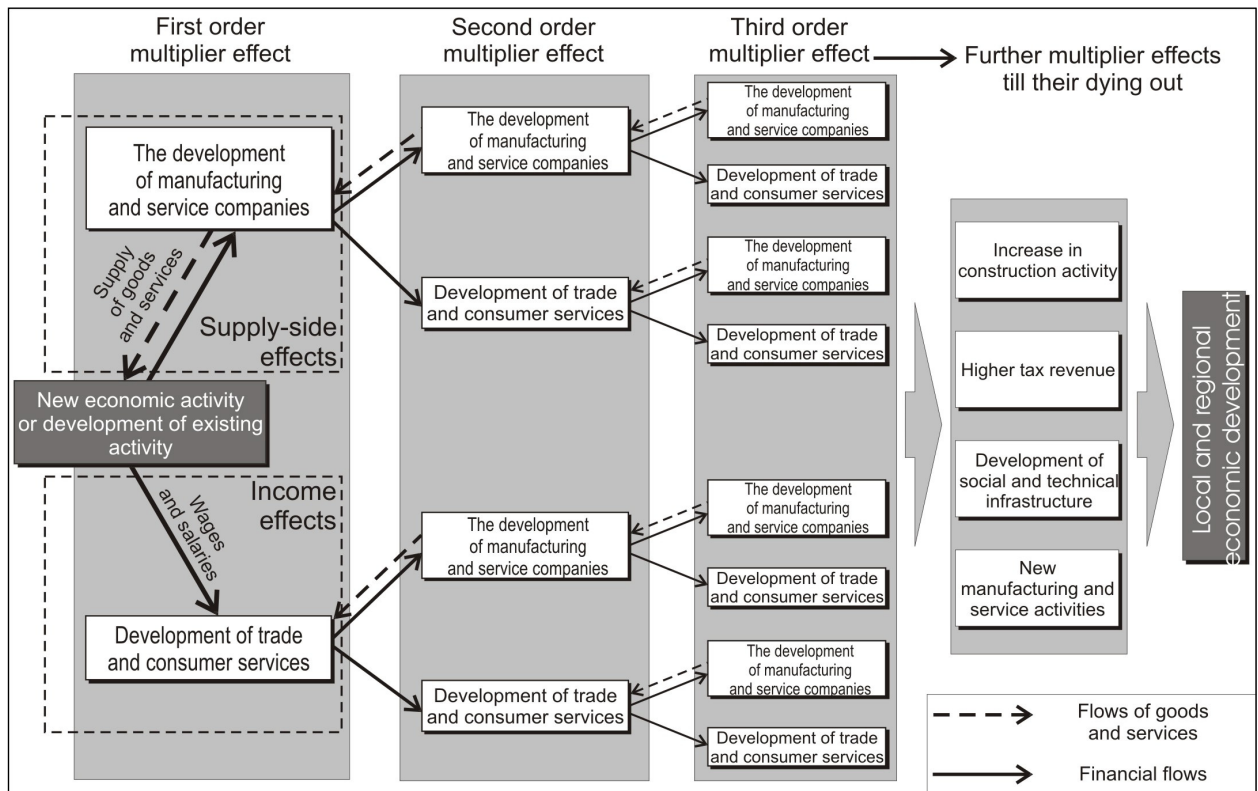 First order
multiplier effect
Second order
multiplier effect
Third order
multiplier effect
Further multiplier effects
till their dying out
The development
of manufacturing
and service companies
Supply
of goods
and services
Supply-side
effects
New economic activity
or development of existing
activity
Income
effects
Wages
and salaries
Development of trade
and consumer services
The development
of manufacturing
and service companies
Development of trade
and consumer services
The development
of manufacturing
and service companies
Development of trade
and consumer services
The development
of manufacturing
and service companies
Development of trade
and consumer services
The development
of manufacturing
and service companies
Development of trade
and consumer services
The development
of manufacturing
and service companies
Development of trade
and consumer services
The development
of manufacturing
and service companies
Development of trade
and consumer services
Increase in
construction activity
Higher tax revenue
Development of
social and technical
infrastructure
New
manufacturing and
service activities
Local and regional
economic development
Flows of goods
and services
Financial flows